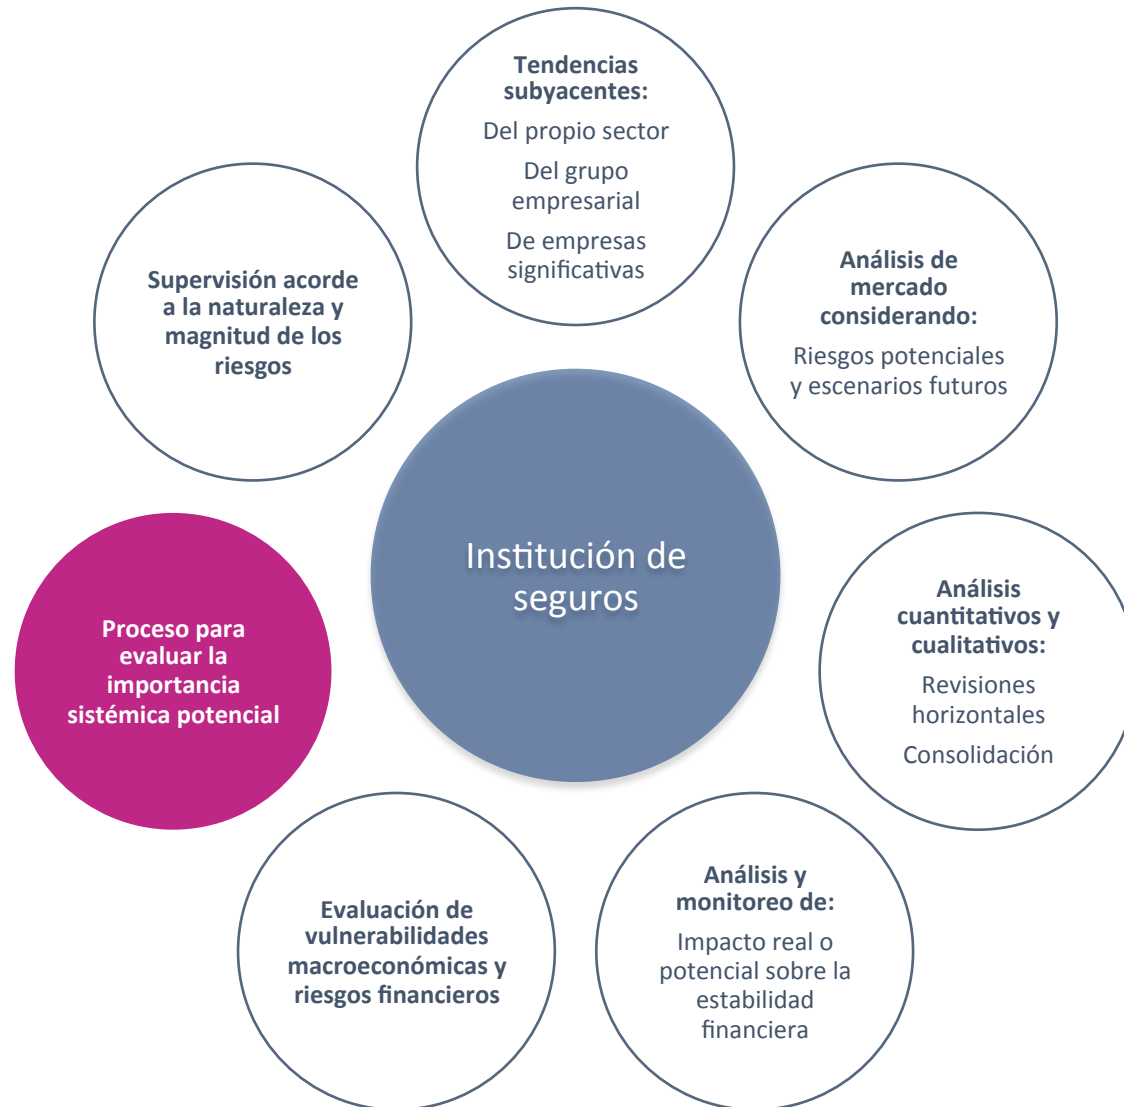 Tendencias
subyacentes:
Del propio sector
Del grupo
empresarial
De empresas
significativas
Análisis de
mercado
considerando:
Riesgos potenciales
y escenarios futuros
Análisis
cuantitativos y
cualitativos:
Revisiones
horizontales
Consolidación
Análisis y
monitoreo de:
Impacto real o
potencial sobre la
estabilidad
financiera
Evaluación de
vulnerabilidades
macroeconómicas y
riesgos financieros
Proceso para
evaluar la
importancia
sistémica potencial
Supervisión acorde
a la naturaleza y
magnitud de los
riesgos
Institución de
seguros